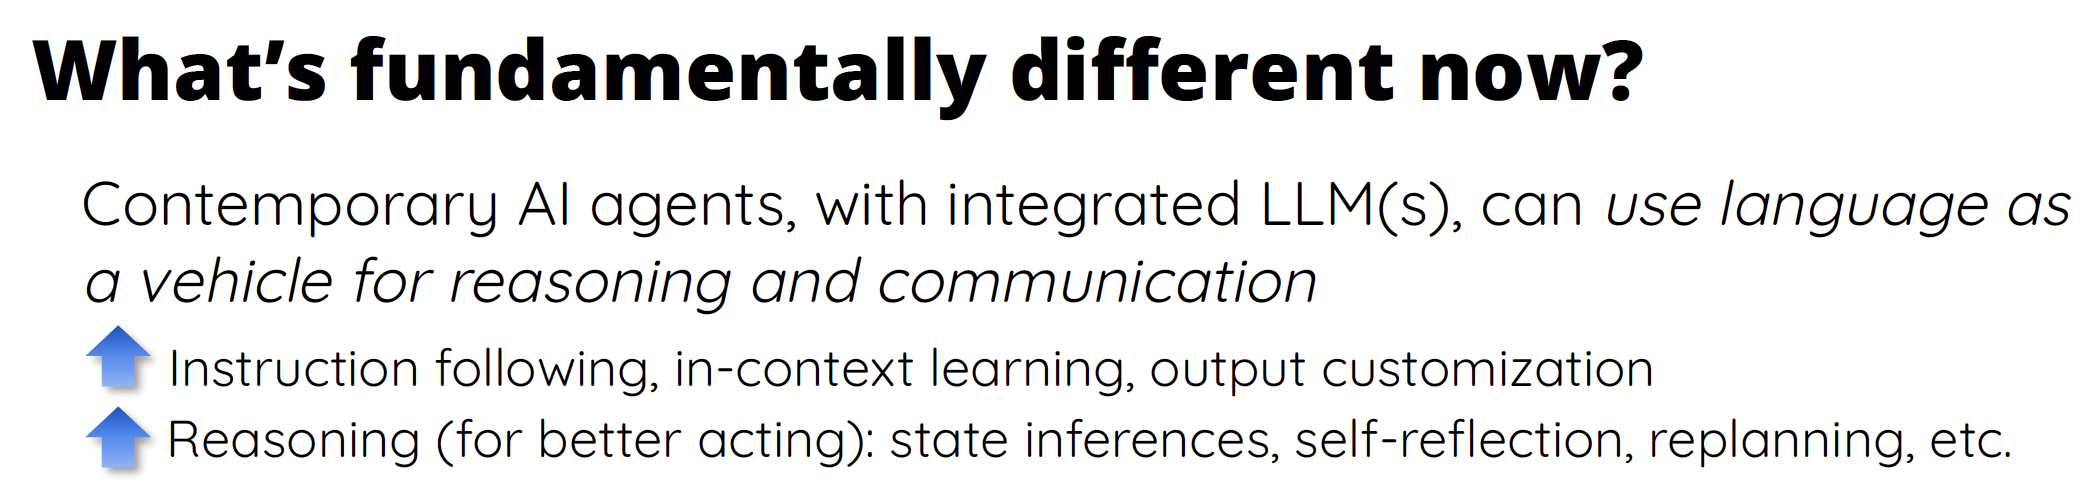 What’s fundamentally different now?
Contemporary AI agents, with integrated LLM(s), can use language as
a vehicle for reasoning and communication
Instruction following, in-context learning, output customization
Reasoning (for better acting): state inferences, self-reflection, replanning, etc.